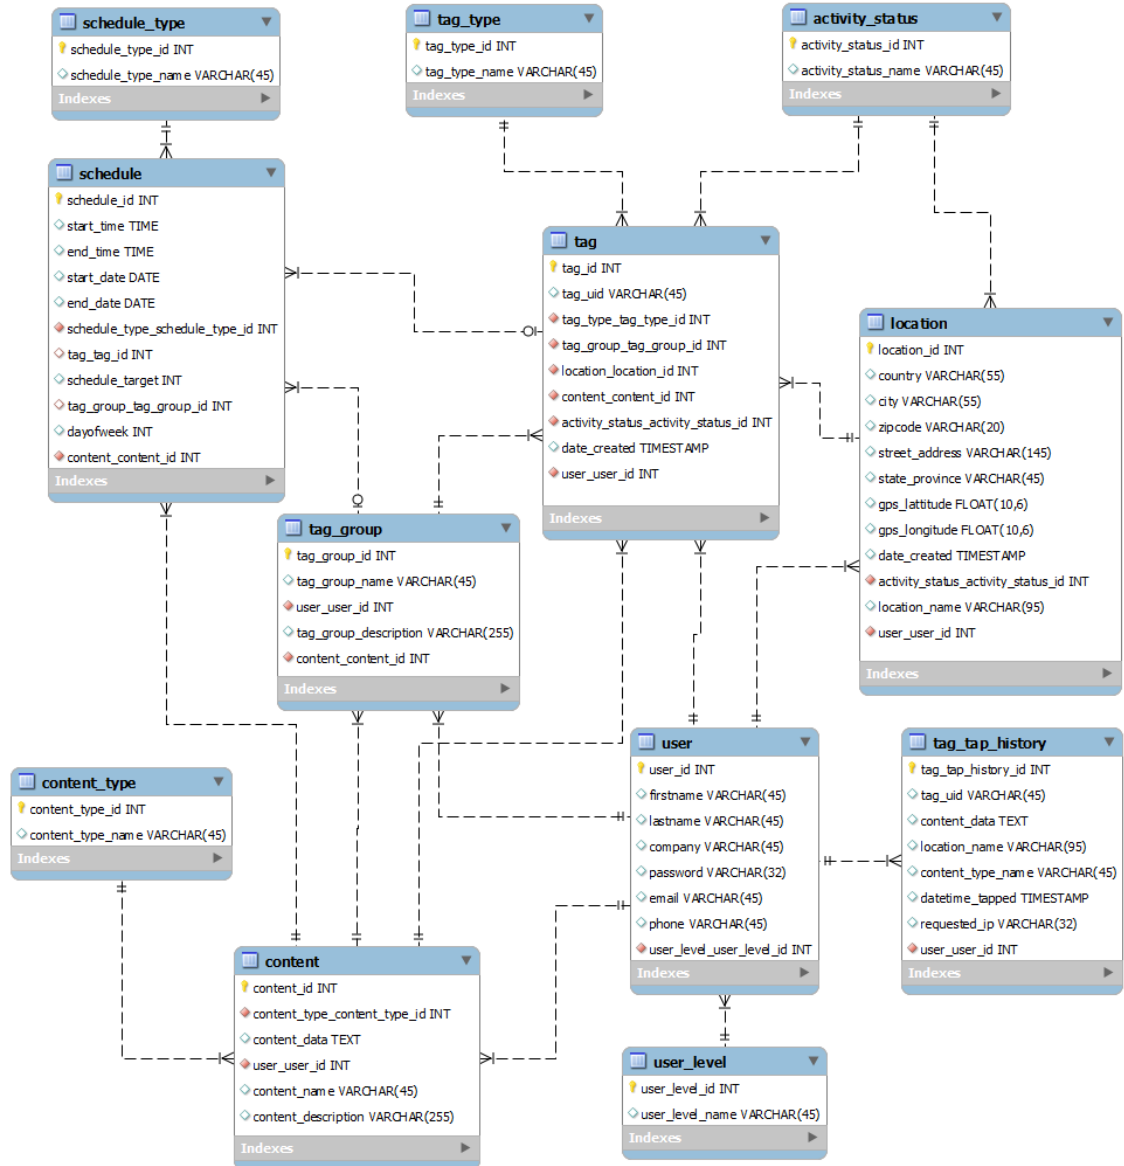 schedule_type
schedule_type_id INT
schedule_type_name VARCHAR(45)
Indexes
tag_type
tag_type_id INT
tag_type_name VARCHAR(45)
Indexes
activity_status
activity_status_id INT
activity_status_name VARCHAR(45)
Indexes
schedule
schedule_id INT
start_time TIME
end_time TIME
start_date DATE
end_date DATE
schedule_type_schedule_type_id INT
tag_tag_id INT
schedule_target INT
tag_group_tag_group_id INT
dayofweek INT
content_content_id INT
Indexes
tag
tag_id INT
tag_uid VARCHAR(45)
tag_type_tag_type_id INT
tag_group_tag_group_id INT
location_location_id INT
content_content_id INT
activity_status_activity_status_id INT
date_created TIMESTAMP
user_user_id INT
Indexes
location
location_id INT
country VARCHAR(55)
city VARCHAR(55)
zipcode VARCHAR(20)
street_address VARCHAR(145)
state_province VARCHAR(45)
gps_lattitude FLOAT(10,6)
gps_longitude FLOAT(10,6)
date_created TIMESTAMP
activity_status_activity_status_id INT
location_name VARCHAR(95)
user_user_id INT
Indexes
tag_group
tag_group_id INT
tag_group_name VARCHAR(45)
user_user_id INT
tag_group_description VARCHAR(255)
content_content_id INT
Indexes
content_type
content_type_id INT
content_type_name VARCHAR(45)
Indexes
user
user_id INT
firstname VARCHAR(45)
lastname VARCHAR(45)
company VARCHAR(45)
password VARCHAR(32)
email VARCHAR(45)
phone VARCHAR(45)
user_level_user_level_id INT
Indexes
tag_tap_history
tag_tap_history_id INT
tag_uid VARCHAR(45)
content_data TEXT
location_name VARCHAR(95)
content_type_name VARCHAR(45)
datetime_tapped TIMESTAMP
requested_ip VARCHAR(32)
user_user_id INT
Indexes
content
content_id INT
content_type_content_type_id INT
content_data TEXT
user_user_id INT
content_name VARCHAR(45)
content_description VARCHAR(255)
Indexes
user_level
user_level_id INT
user_level_name VARCHAR(45)
Indexes